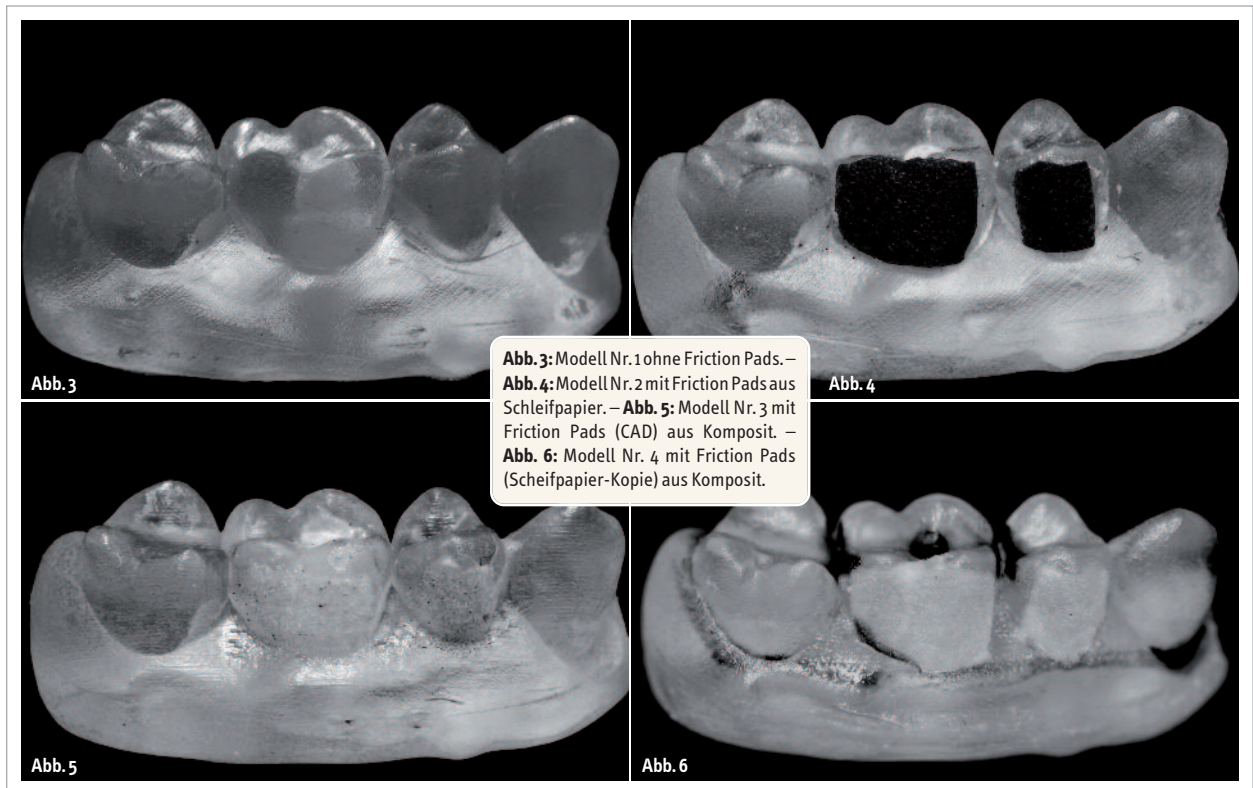 Abb. 3
Abb. 4
Abb. 3: Modell Nr. 1 ohne Friction Pads. –
Abb. 4: Modell Nr. 2 mit Friction Pads aus
Schleifpapier. – Abb. 5: Modell Nr. 3 mit
Friction Pads (CAD) aus Komposit. –
Abb. 6: Modell Nr. 4 mit Friction Pads
(Scheifpapier-Kopie) aus Komposit.
Abb. 5
Abb. 6